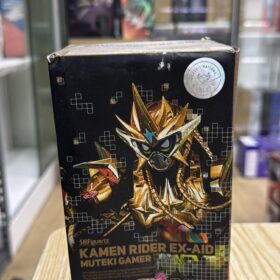 S.H.Figuarts
KAMEN RIDER EX-AID
MUTEKI GAMER